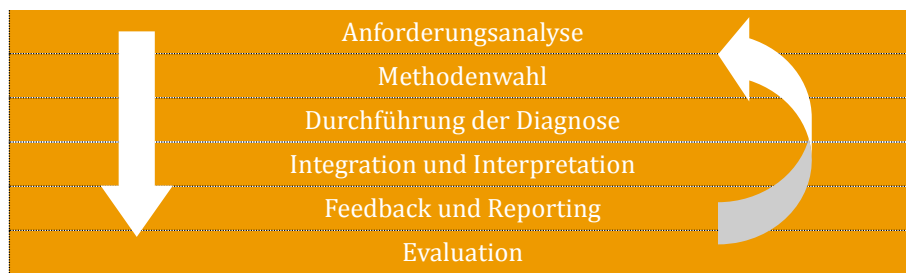 Anforderungsanalyse
Methodenwahl
Durchführung der Diagnose
Integration und Interpretation
Feedback und Reporting
Evaluation